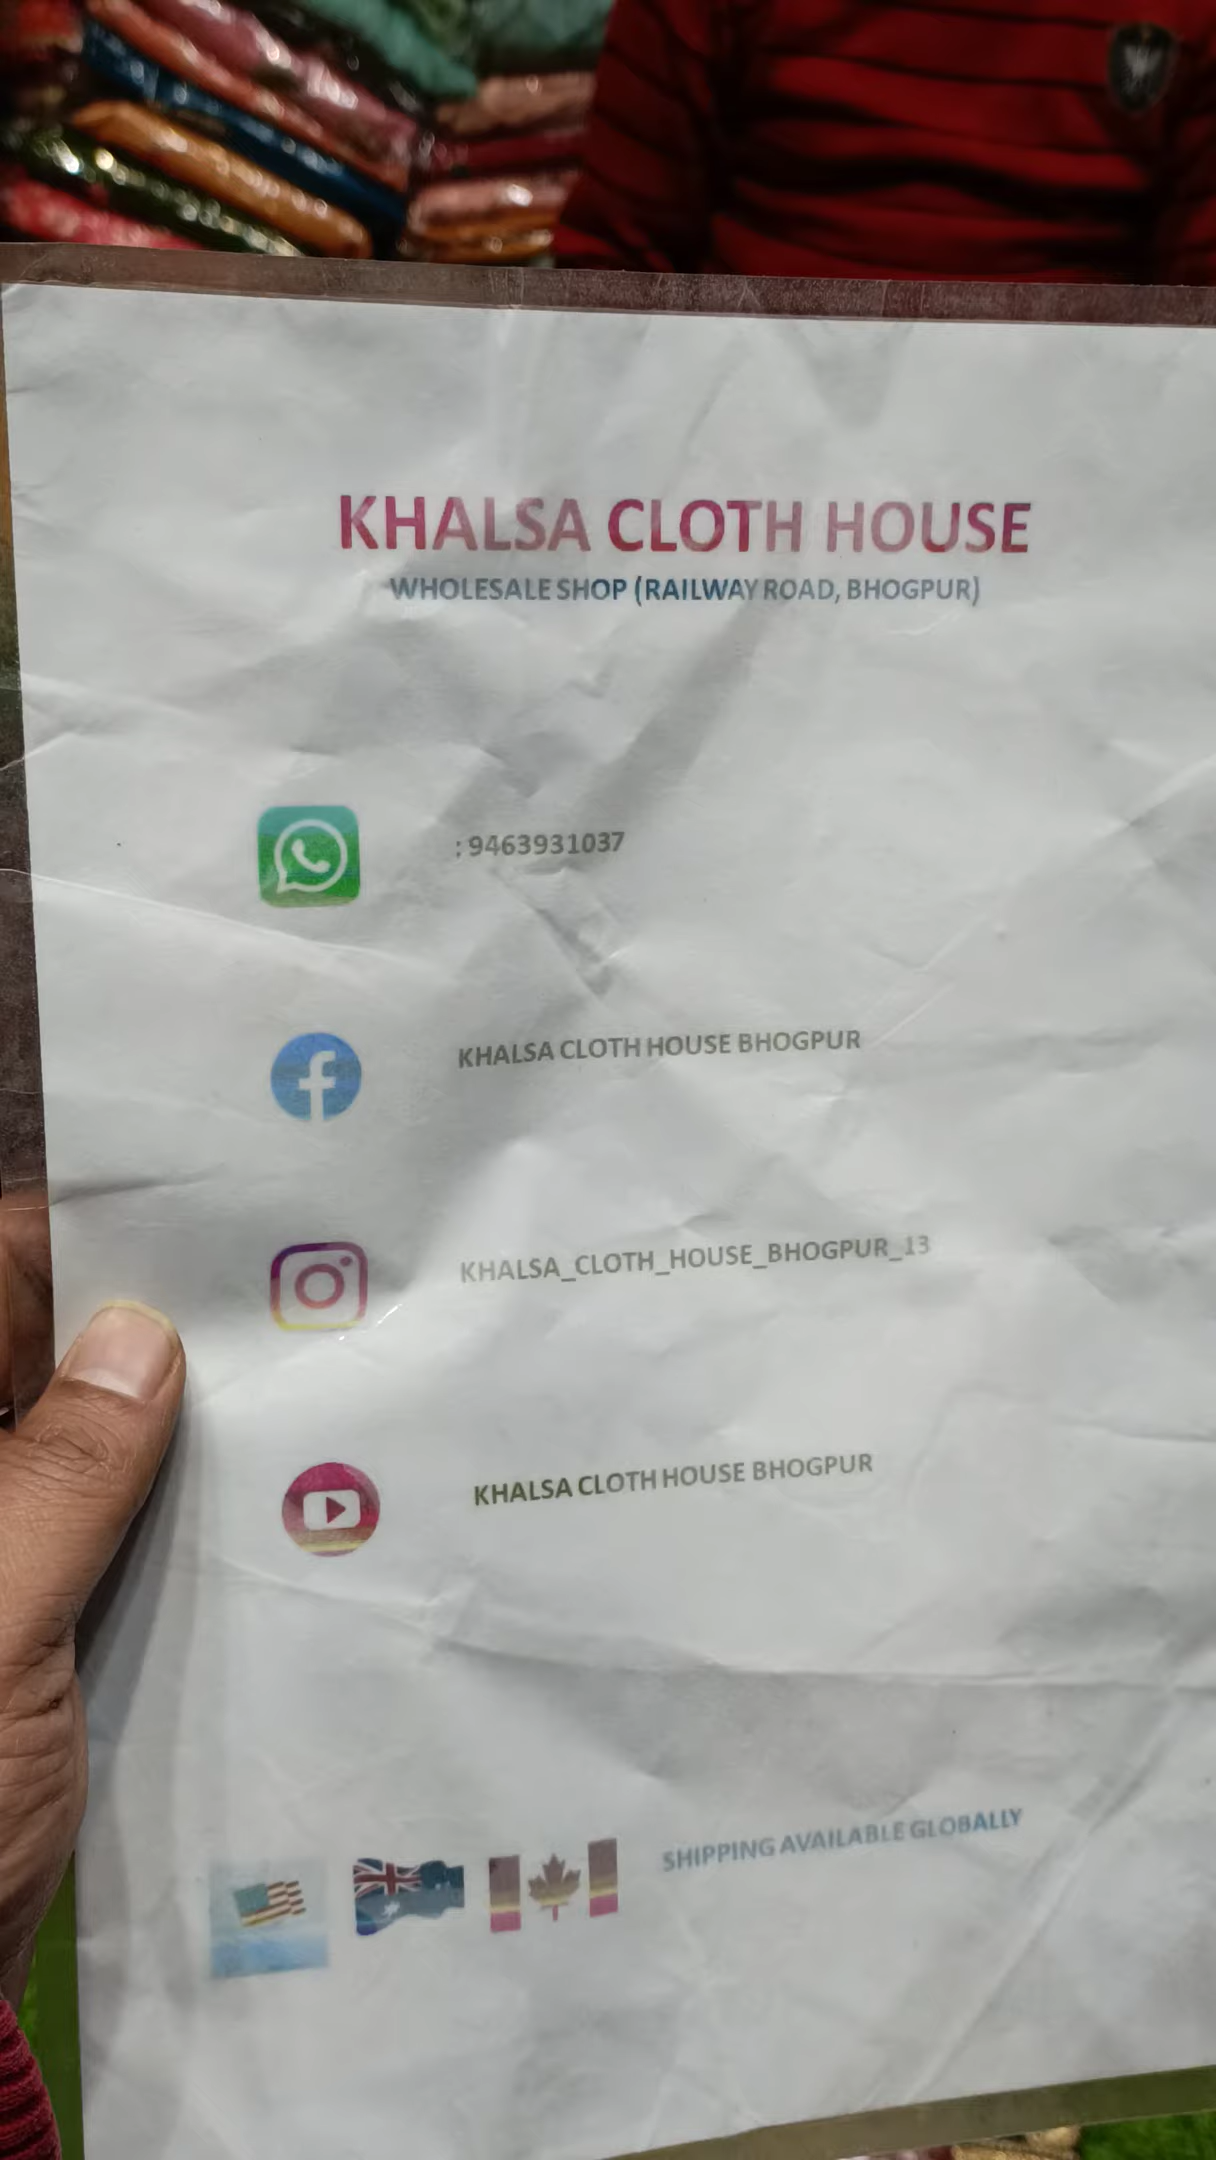 KHALSA CLOTH HOUSE
WHOLESALE SHOP (RAILWAY ROAD, BHOGPUR)
: 9463931037
KHALSA CLOTH HOUSE BHOGPUR
KHALSA_CLOTH_HOUSE_BHOGPUR_13
KHALSA CLOTH HOUSE BHOGPUR
SHIPPING AVAILABLE GLOBALLY